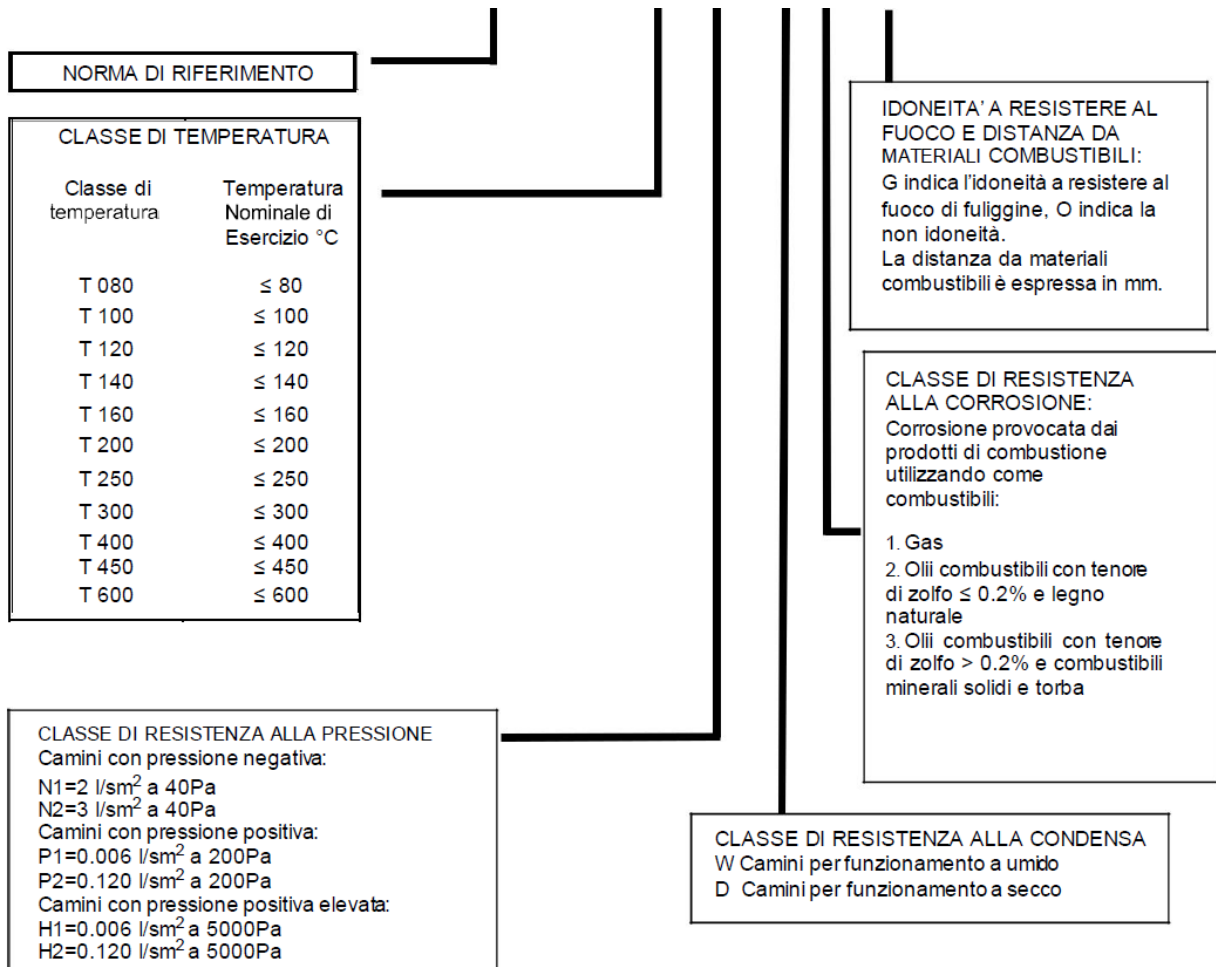 NORMA DI RIFERIMENTO
CLASSE DI TEMPERATURA
Classe di temperatura
Temperatura Nominale di Esercizio °C
T 080 ≤ 80
T 100 ≤ 100
T 120 ≤ 120
T 140 ≤ 140
T 160 ≤ 160
T 200 ≤ 200
T 250 ≤ 250
T 300 ≤ 300
T 400 ≤ 400
T 450 ≤ 450
T 600 ≤ 600
CLASSE DI RESISTENZA ALLA PRESSIONE
Camini con pressione negativa:
N1=2 l/sm² a 40Pa
N2=3 l/sm² a 40Pa
Camini con pressione positiva:
P1=0.006 l/sm² a 200Pa
P2=0.120 l/sm² a 200Pa
Camini con pressione positiva elevata:
H1=0.006 l/sm² a 5000Pa
H2=0.120 l/sm² a 5000Pa
IDONEITA' A RESISTERE AL
FUOCO E DISTANZA DA
MATERIALI COMBUSTIBILI:
G indica l'idoneità a resistere al
fuoco di fuliggine, O indica la
non idoneità.
La distanza da materiali
combustibili è espressa in mm.
CLASSE DI RESISTENZA
ALLA CORROSIONE:
Corrosione provocata dai
prodotti di combustione
utilizzando come
combustibili:
1. Gas
2. Olii combustibili con tenore
di zolfo ≤ 0.2% e legno
naturale
3. Olii combustibili con tenore
di zolfo > 0.2% e combustibili
minerali solidi e torba
CLASSE DI RESISTENZA ALLA CONDENSA
W Camini per funzionamento a umido
D Camini per funzionamento a secco